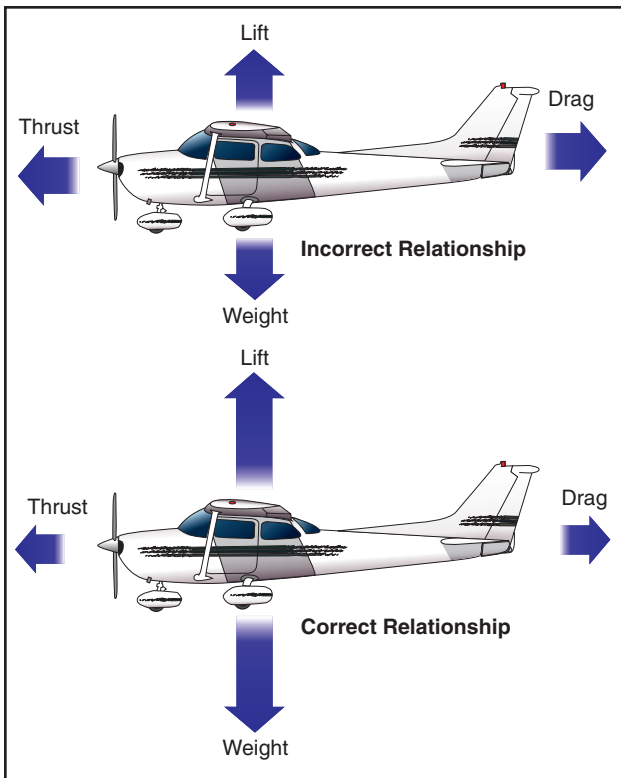 Lift
Thrust
Drag
Incorrect Relationship
Weight
Lift
Thrust
Drag
Correct Relationship
Weight